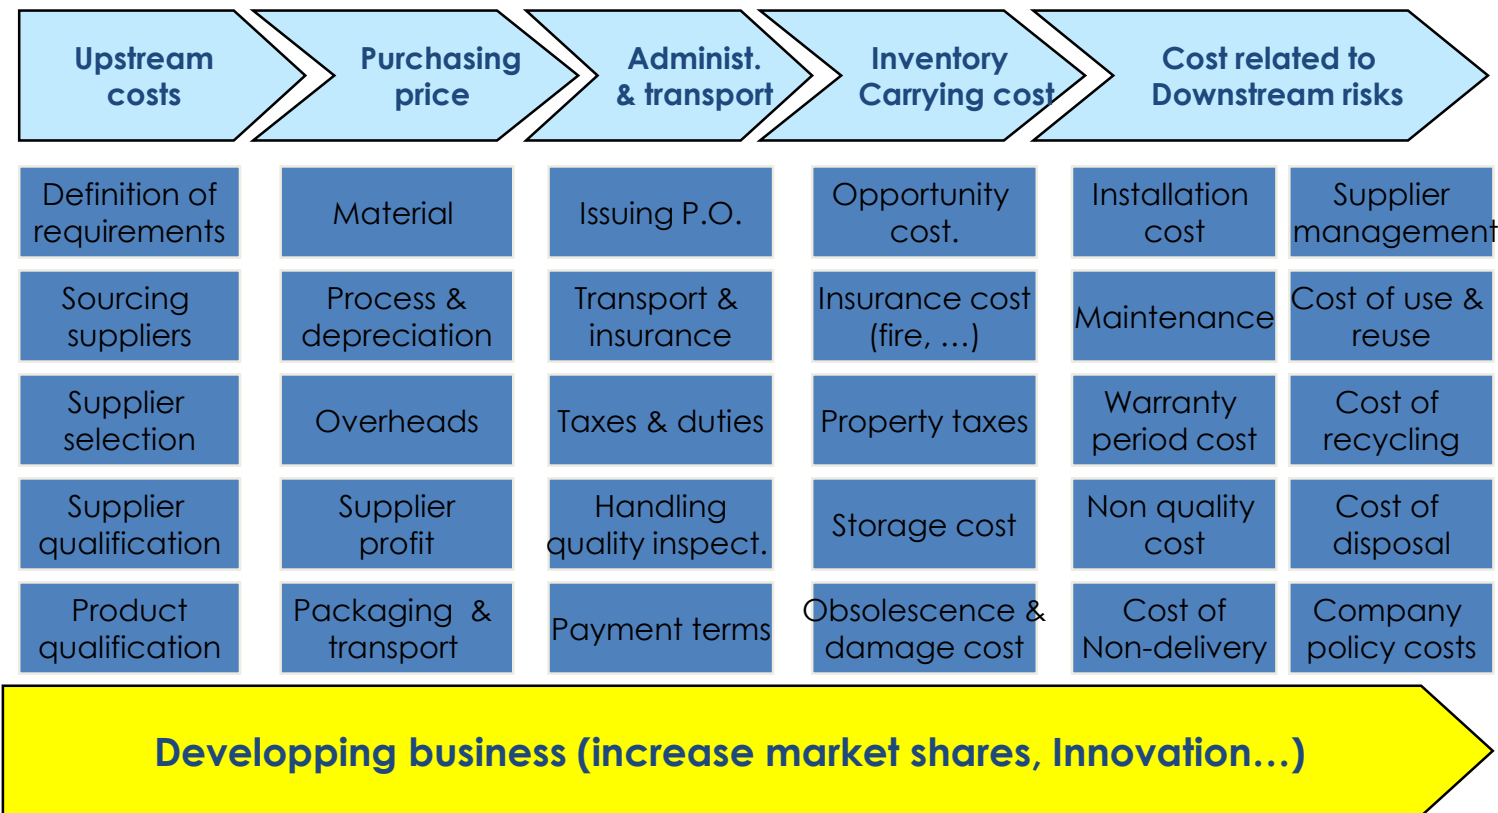 Upstream
costs
Purchasing
price
Administ.
& transport
Inventory
Carrying cost
Cost related to
Downstream risks
Definition of
requirements
Material
Issuing P.O.
Opportunity
cost.
Installation
cost
Supplier
management
Sourcing
suppliers
Process &
depreciation
Transport &
insurance
Insurance cost
(fire, …)
Maintenance
Cost of use &
reuse
Supplier
selection
Overheads
Taxes & duties
Property taxes
Warranty
period cost
Cost of
recycling
Supplier
qualification
Supplier
profit
Handling
quality inspect.
Storage cost
Non quality
cost
Cost of
disposal
Product
qualification
Packaging &
transport
Payment terms
Obsolescence &
damage cost
Cost of
Non-delivery
Company
policy costs
Developping business (increase market shares, Innovation…)